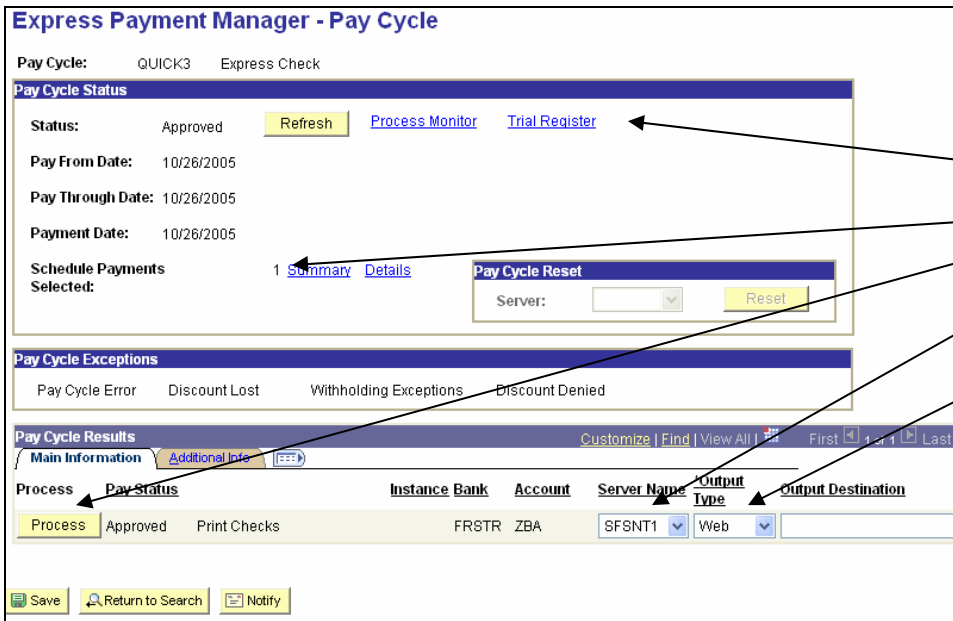 Express Payment Manager - Pay Cycle
Pay Cycle: QUICK3 Express Check
Pay Cycle Status
Status: Approved Refresh Process Monitor Trial Register
Pay From Date: 10/26/2005
Pay Through Date: 10/26/2005
Payment Date: 10/26/2005
Schedule Payments Selected: 1 Summary Details
Pay Cycle Reset
Server: Reset
Pay Cycle Exceptions
Pay Cycle Error Discount Lost Withholding Exceptions Discount Denied
Pay Cycle Results Customize | Find | View All | First 1 of 1 Last
Main Information Additional Info
Process Pay Status Instance Bank Account Server Name *Output Type Output Destination
Process Approved Print Checks FRSTR ZBA SFSNT1 Web
Save Return to Search Notify